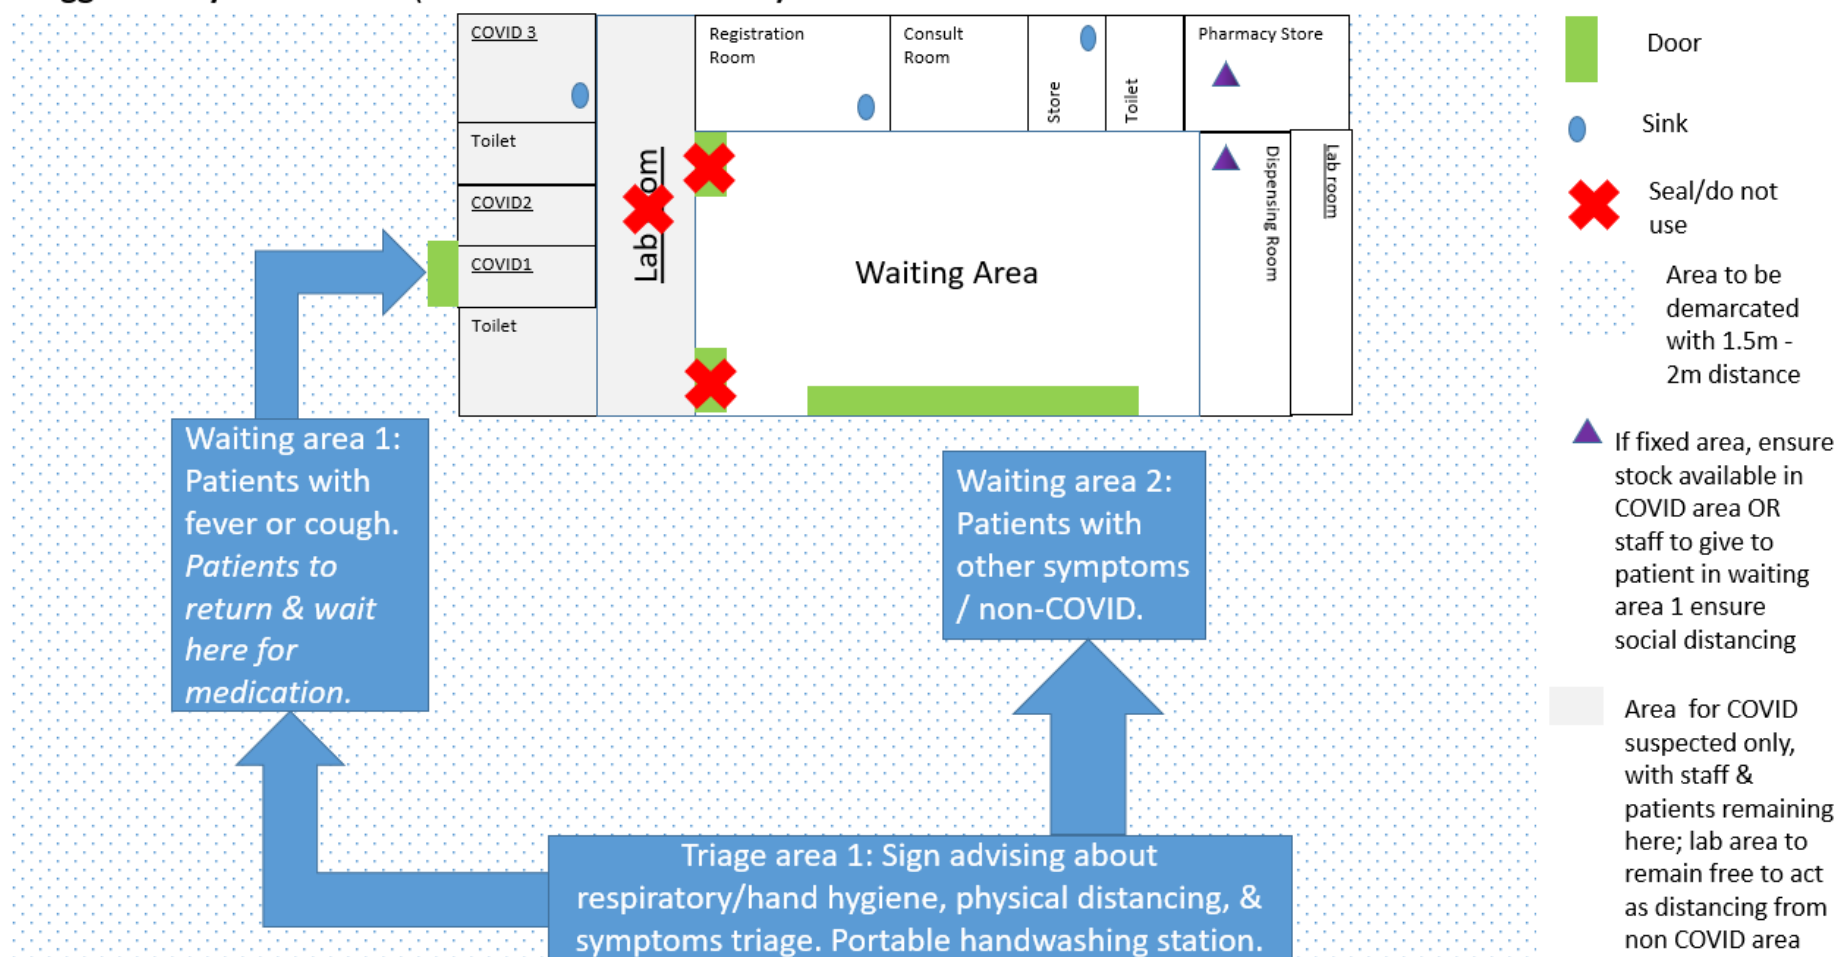 COVID 3
Toilet
COVID2
COVID1
Toilet
Lab
om
Registration
Room
Consult
Room
Store
Toilet
Pharmacy Store
Dispensing Room
Lab room
Waiting Area
Waiting area 1:
Patients with
fever or cough.
Patients to
return & wait
here for
medication.
Waiting area 2:
Patients with
other symptoms
/ non-COVID.
Triage area 1: Sign advising about
respiratory/hand hygiene, physical distancing, &
symptoms triage. Portable handwashing station.
Door
Sink
Seal/do not
use
Area to be
demarcated
with 1.5m -
2m distance
If fixed area, ensure
stock available in
COVID area OR
staff to give to
patient in waiting
area 1 ensure
social distancing
Area for COVID
suspected only,
with staff &
patients remaining
here; lab area to
remain free to act
as distancing from
non COVID area